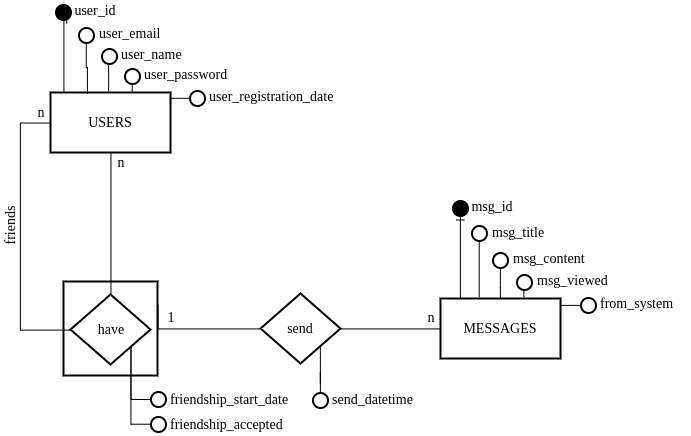 user_id
user_email
user_name
user_password
user_registration_date
n
USERS
n
friends
msg_id
msg_title
msg_content
msg_viewed
from_system
have
1
send
n
MESSAGES
friendship_start_date
send_datetime
friendship_accepted